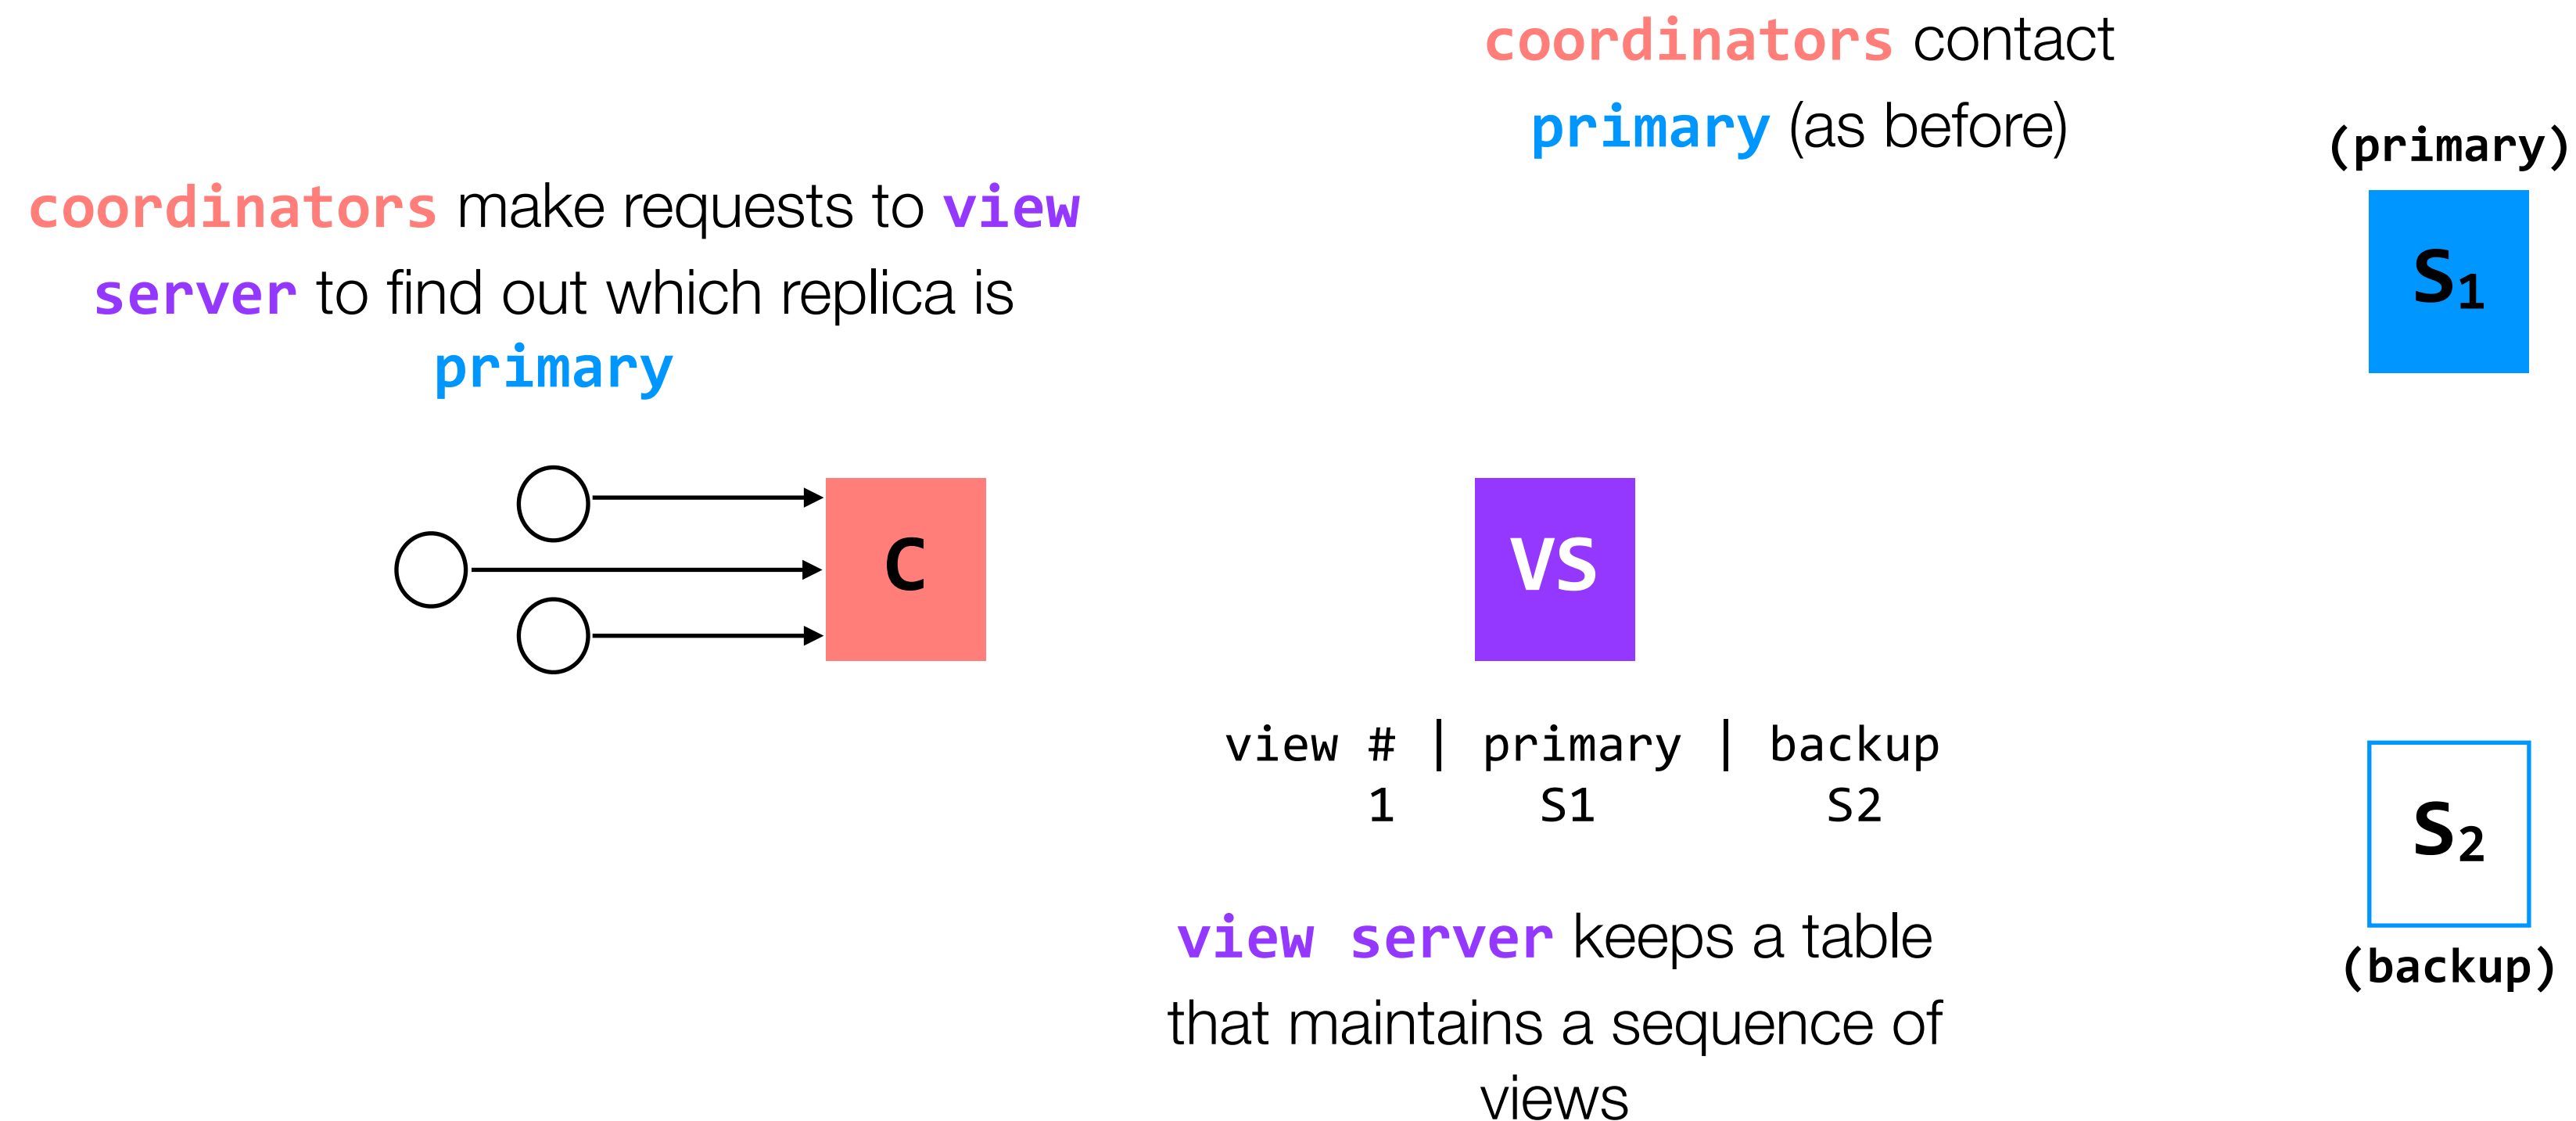 coordinators contact
primary (as before)
(primary)
coordinators make requests to view
server to find out which replica is
primary
S1
C
VS
view # | primary | backup
1 S1 S2
S2
view server keeps a table
that maintains a sequence of
views
(backup)